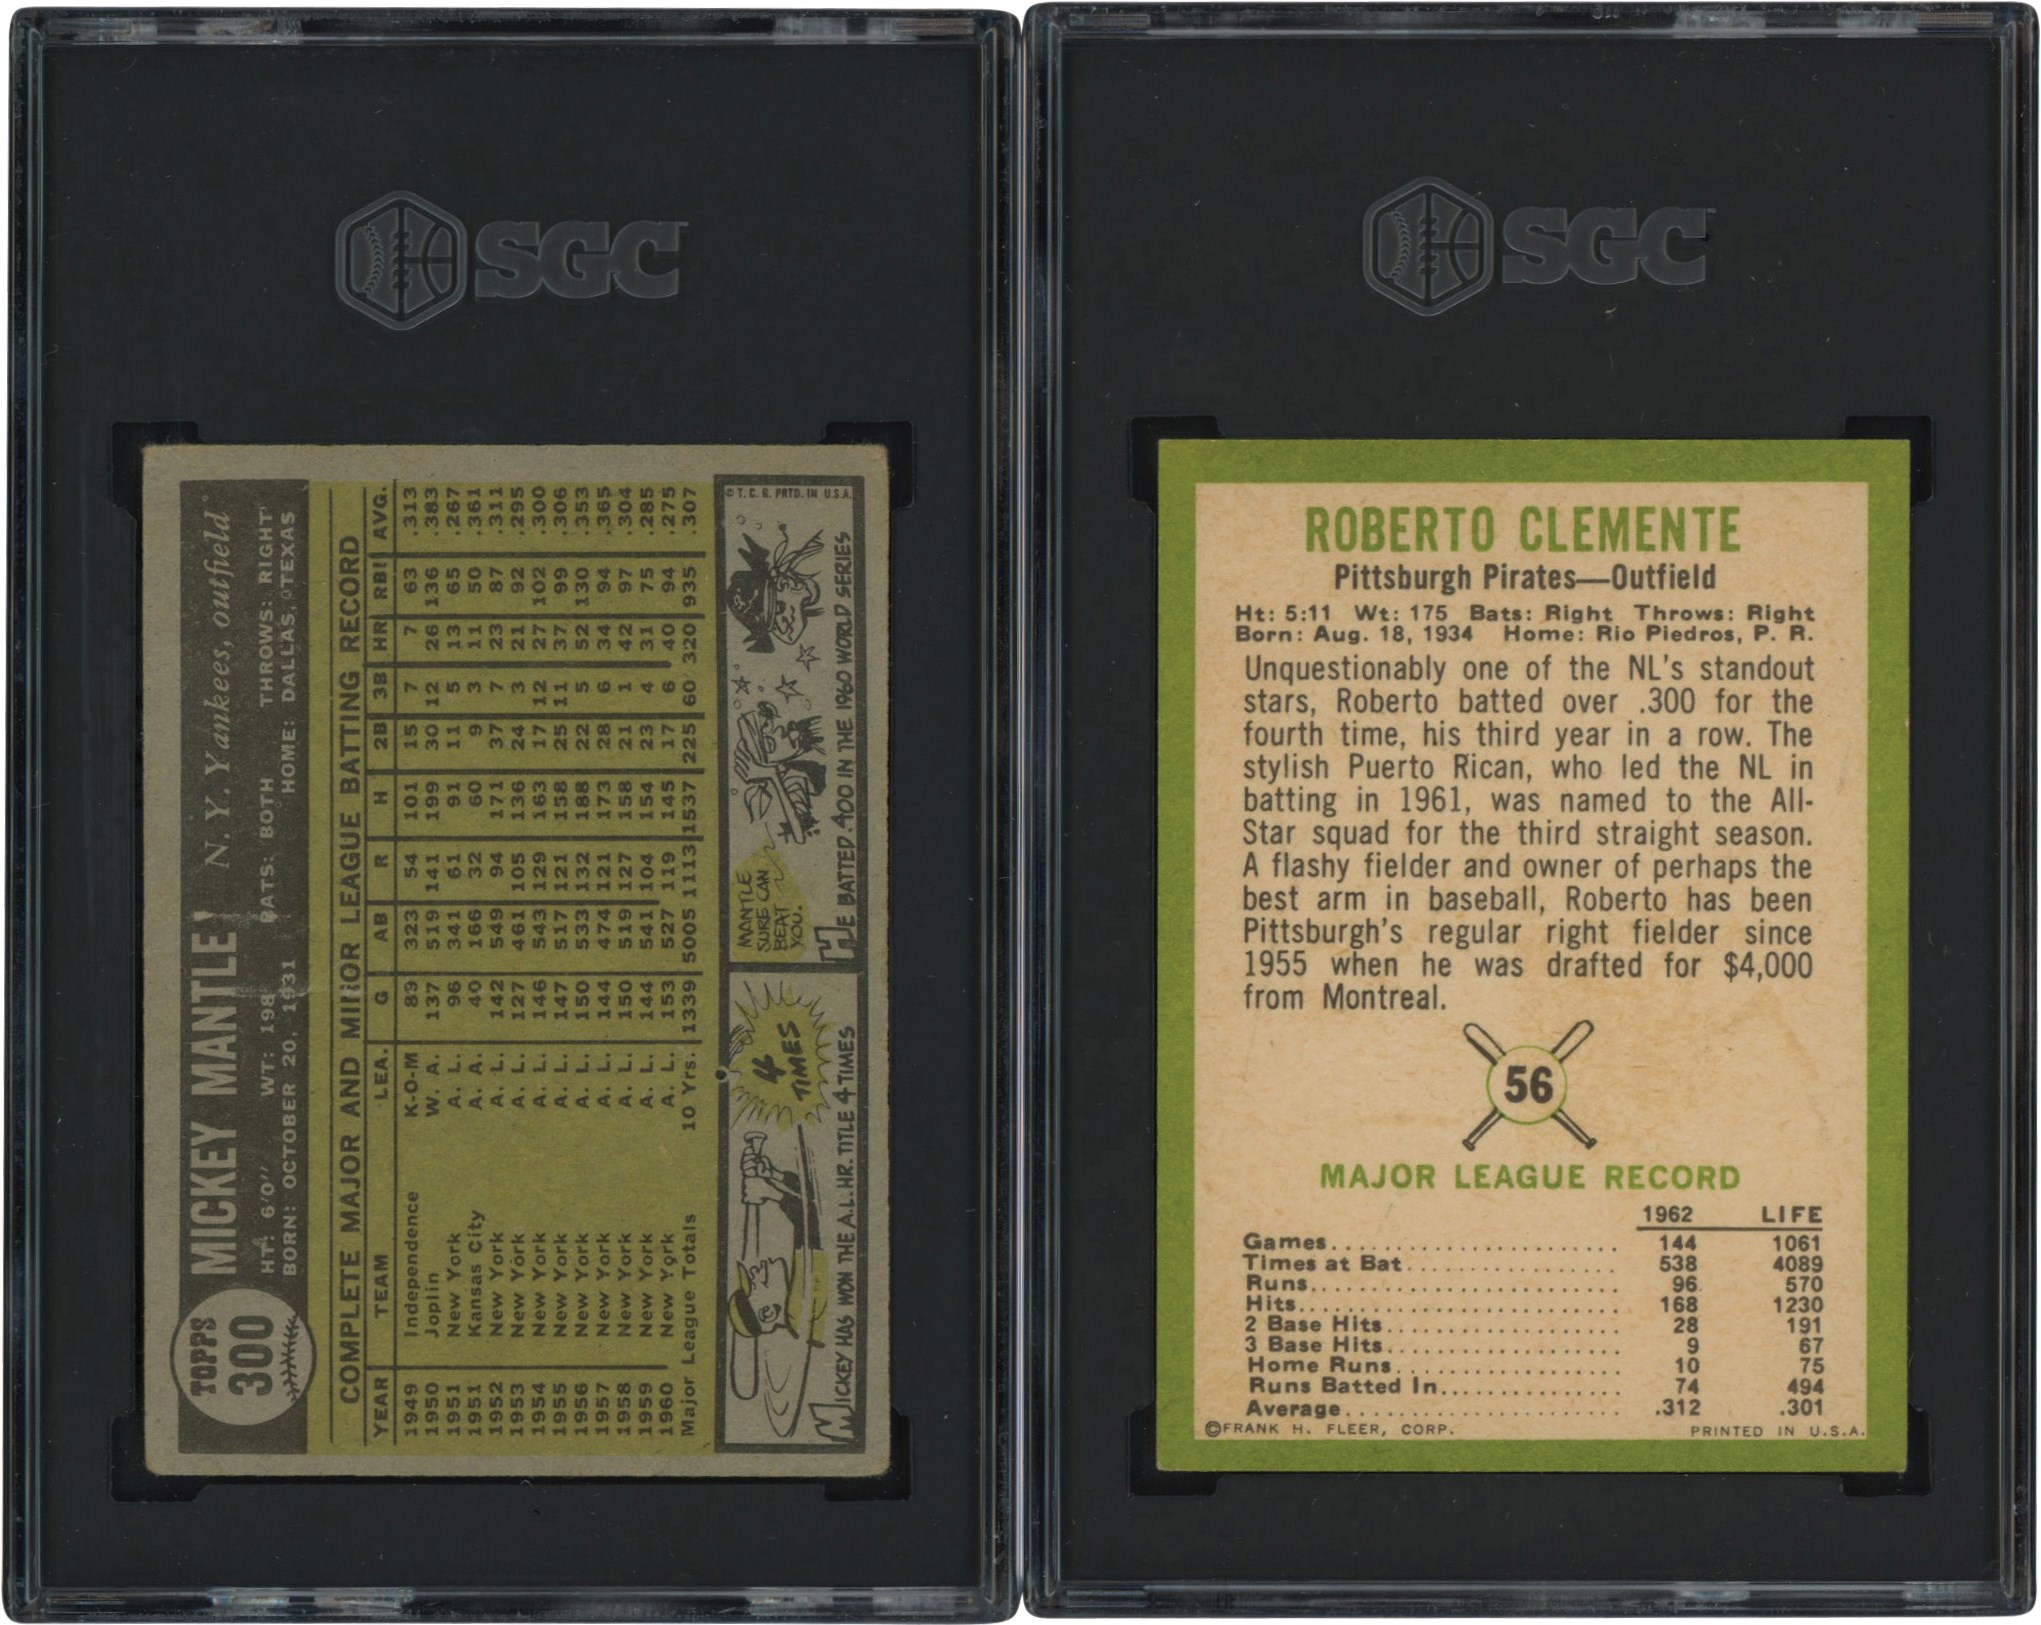 SGC
TOPPS
300
MICKEY MANTLE N. Y. Yankees, outfield
HT: 6'0" WT: 198 BATS: BOTH THROWS: RIGHT
BORN: OCTOBER 20, 1931 HOME: DALLAS, TEXAS
COMPLETE MAJOR AND MINOR LEAGUE BATTING RECORD
YEAR TEAM LEA. G AB R H 2B 3B HR RBI AVG.
1949 Independence K-O-M 89 323 54 101 15 7 7 63 .313
1950 Joplin W. A. 137 519 141 199 30 12 26 136 .383
1951 New York A. L. 96 341 61 91 11 5 13 65 .267
1951 Kansas City A. A. 40 166 32 60 9 3 11 50 .361
1952 New York A. L. 142 549 94 171 37 7 23 87 .311
1953 New York A. L. 127 461 105 136 24 3 21 92 .295
1954 New York A. L. 146 543 129 163 17 12 27 102 .300
1955 New York A. L. 147 517 121 158 25 11 37 99 .306
1956 New York A. L. 150 533 132 188 22 5 52 130 .353
1957 New York A. L. 144 474 121 173 28 6 34 94 .365
1958 New York A. L. 150 519 127 158 21 1 42 97 .304
1959 New York A. L. 144 541 104 154 23 4 31 75 .285
1960 New York A. L. 153 527 119 145 17 6 40 94 .275
Major League Totals 10 Yrs. 1339 5005 1113 1537 225 60 320 935 .307
4
TIMES
MICKEY HAS WON THE A.L. HR. TITLE 4 TIMES
MANTLE
SURE CAN
BEAT
YOU.
HE BATTED .400 IN THE 1960 WORLD SERIES
© T. C. G. PRTD. IN U.S.A.
SGC
ROBERTO CLEMENTE
Pittsburgh Pirates—Outfield
Ht: 5:11 Wt: 175 Bats: Right Throws: Right
Born: Aug. 18, 1934 Home: Rio Piedros, P. R.
Unquestionably one of the NL's standout
stars, Roberto batted over .300 for the
fourth time, his third year in a row. The
stylish Puerto Rican, who led the NL in
batting in 1961, was named to the All-
Star squad for the third straight season.
A flashy fielder and owner of perhaps the
best arm in baseball, Roberto has been
Pittsburgh's regular right fielder since
1955 when he was drafted for $4,000
from Montreal.
56
MAJOR LEAGUE RECORD
1962 LIFE
Games 144 1061
Times at Bat 538 4089
Runs 96 570
Hits 168 1230
2 Base Hits 28 191
3 Base Hits 9 67
Home Runs 10 75
Runs Batted In 74 494
Average .312 .301
©FRANK H. FLEER, CORP. PRINTED IN U.S.A.